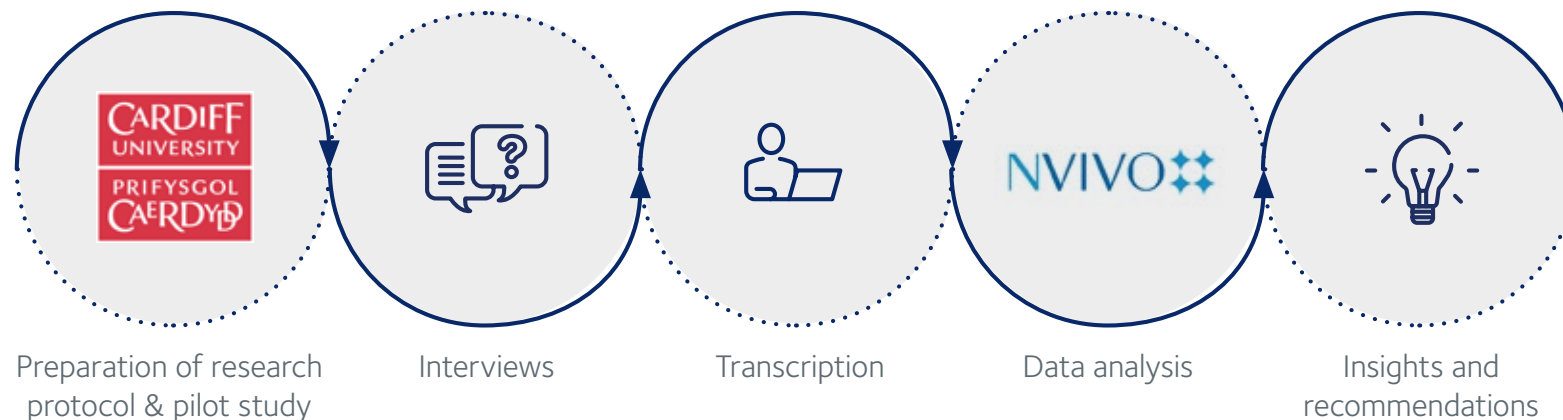 CARDIFF
UNIVERSITY
PRIFYSGOL
CAERDYDD
?
NVIVO
Preparation of research
protocol & pilot study
Interviews
Transcription
Data analysis
Insights and
recommendations